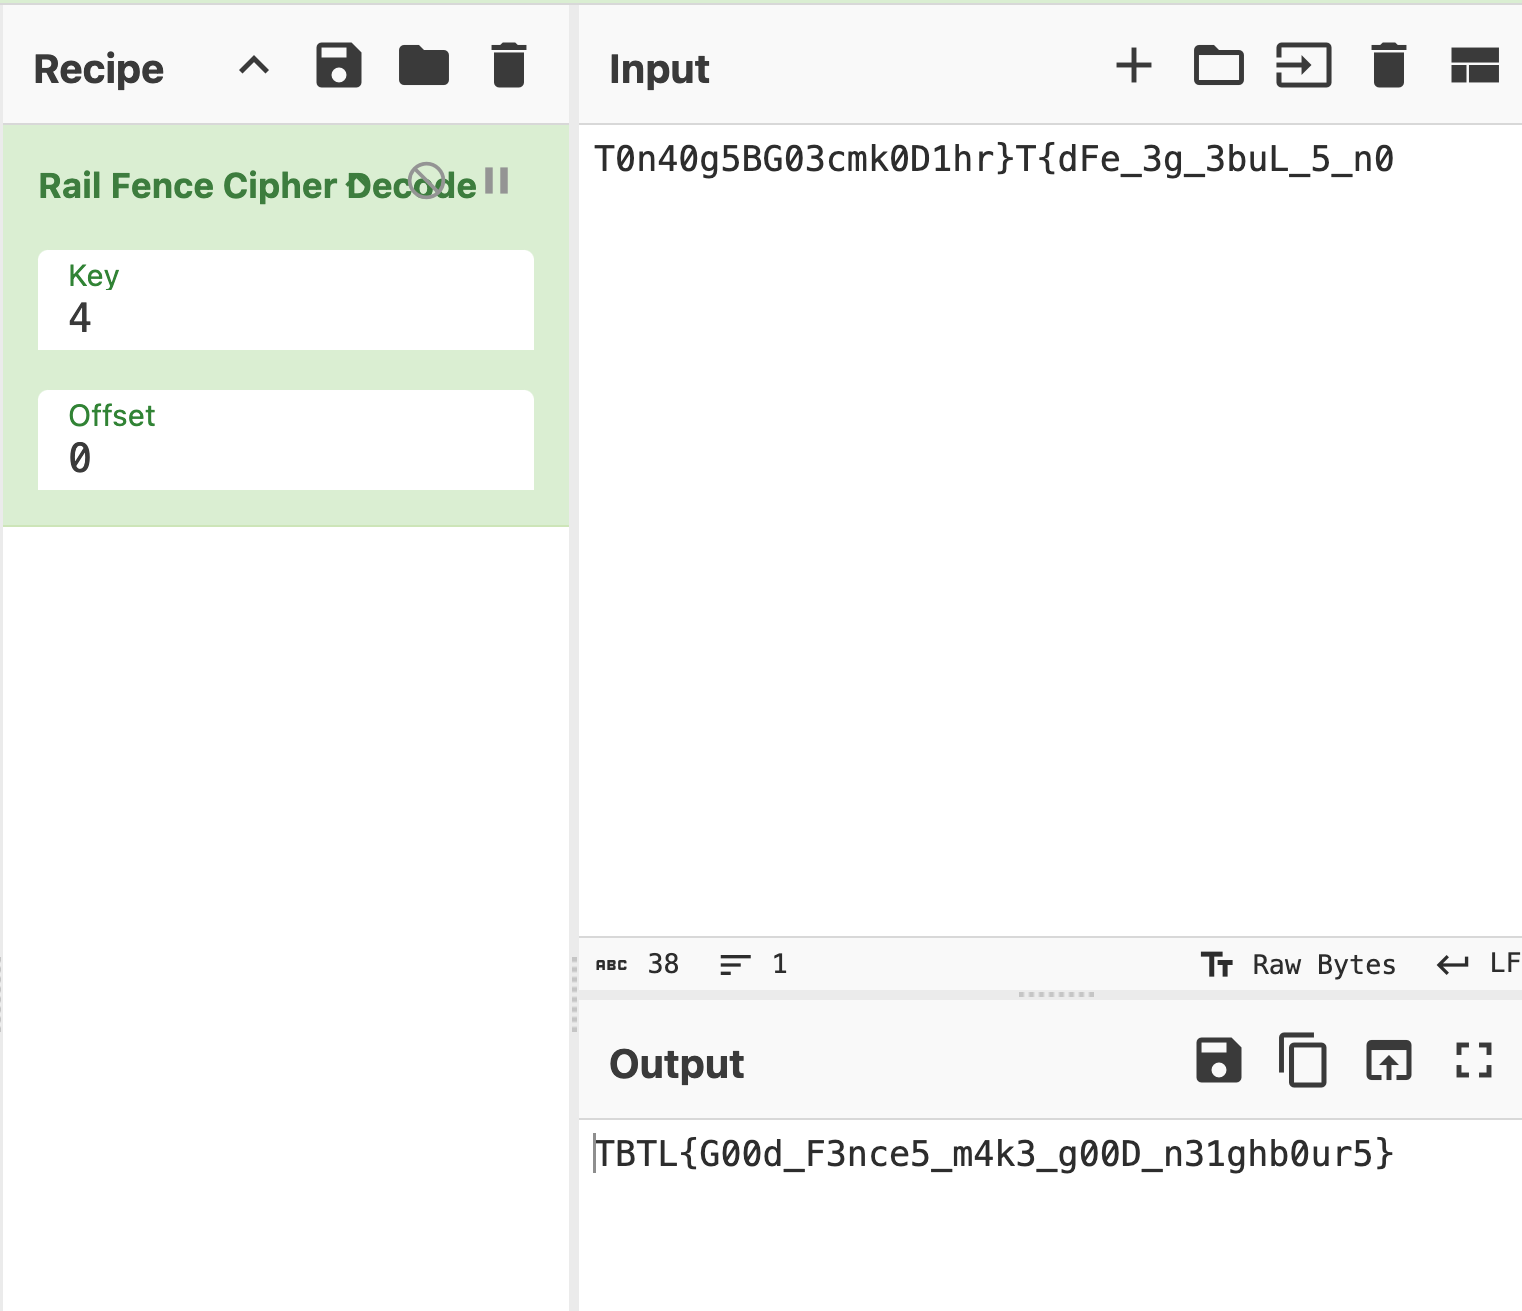 Recipe
Rail Fence Cipher Decode
Key
4
Offset
0
Input
T0n40g5BG03cmk0D1hr}T{dFe_3g_3buL_5_n0
ABC 38 1 Raw Bytes LF
Output
TBTL{G00d_F3nce5_m4k3_g00D_n31ghb0ur5}